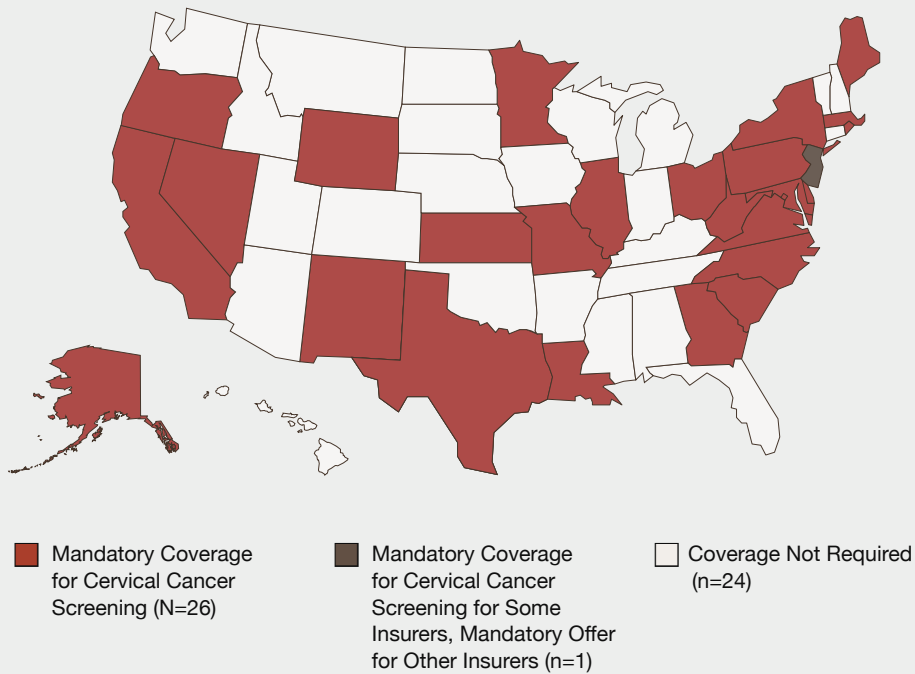 Mandatory Coverage
for Cervical Cancer
Screening (N=26)
Mandatory Coverage
for Cervical Cancer
Screening for Some
Insurers, Mandatory Offer
for Other Insurers (n=1)
Coverage Not Required
(n=24)